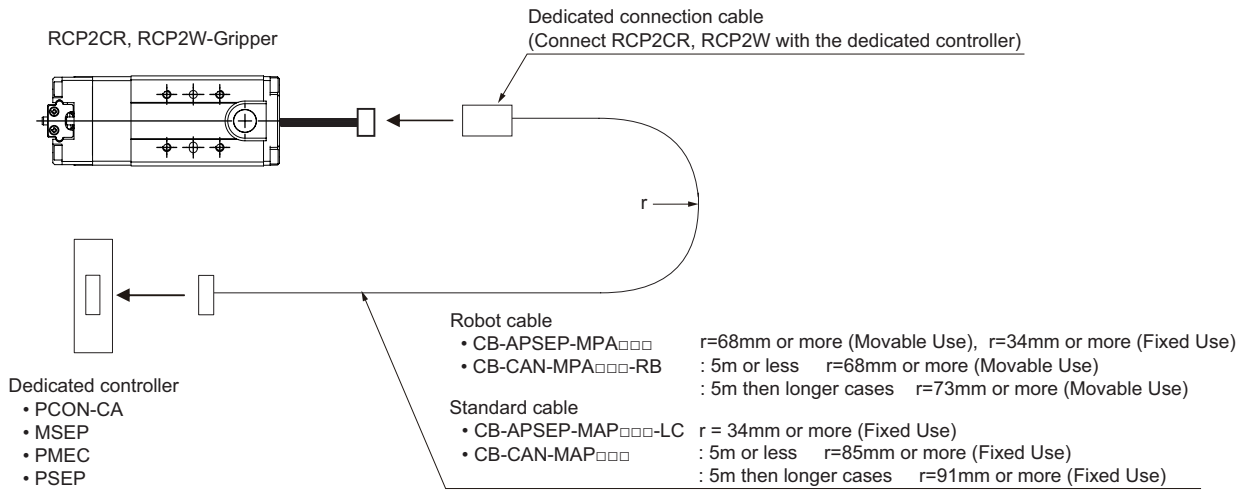 Dedicated connection cable
(Connect RCP2CR, RCP2W with the dedicated controller)
RCP2CR, RCP2W-Gripper
r
Robot cable
• CB-APSEP-MPA□□□ r=68mm or more (Movable Use), r=34mm or more (Fixed Use)
• CB-CAN-MPA□□□-RB : 5m or less r=68mm or more (Movable Use)
: 5m then longer cases r=73mm or more (Movable Use)
Standard cable
• CB-APSEP-MAP□□□-LC r = 34mm or more (Fixed Use)
• CB-CAN-MAP□□□ : 5m or less r=85mm or more (Fixed Use)
: 5m then longer cases r=91mm or more (Fixed Use)
Dedicated controller
• PCON-CA
• MSEP
• PMEC
• PSEP